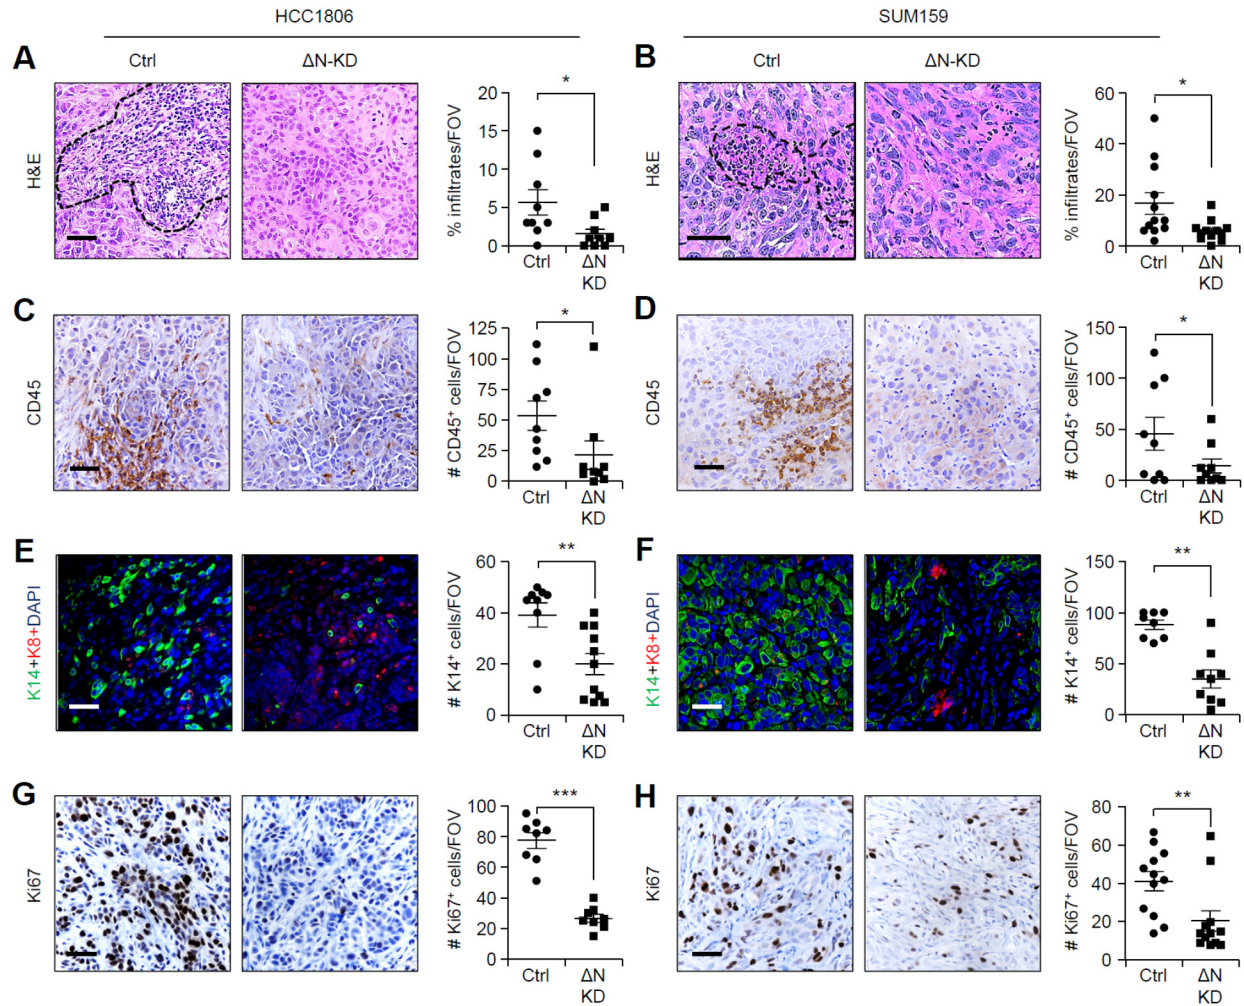 HCC1806
SUM159
A
Ctrl
ΔN-KD
H&E
% infiltrates/FOV
20
15
10
5
0
*
Ctrl
ΔN
KD
B
Ctrl
ΔN-KD
H&E
% infiltrates/FOV
60
40
20
0
*
Ctrl
ΔN
KD
C
CD45
# CD45⁺ cells/FOV
125
100
75
50
25
0
*
Ctrl
ΔN
KD
D
CD45
# CD45⁺ cells/FOV
150
100
50
0
*
Ctrl
ΔN
KD
E
K14+K8+DAPI
# K14⁺ cells/FOV
60
40
20
0
**
Ctrl
ΔN
KD
F
K14+K8+DAPI
# K14⁺ cells/FOV
150
100
50
0
**
Ctrl
ΔN
KD
G
Ki67
# Ki67⁺ cells/FOV
100
80
60
40
20
0
***
Ctrl
ΔN
KD
H
Ki67
# Ki67⁺ cells/FOV
80
60
40
20
0
**
Ctrl
ΔN
KD